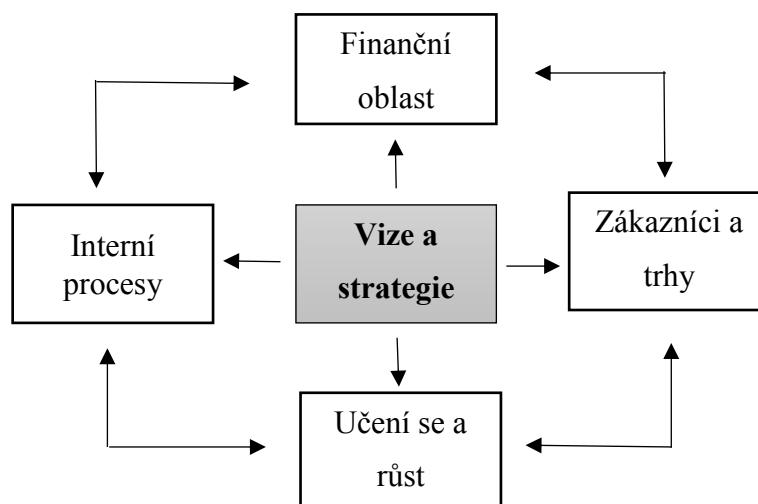 Finanční
oblast
Interní
procesy
Vize a
strategie
Zákazníci a
trhy
Učení se a
růst